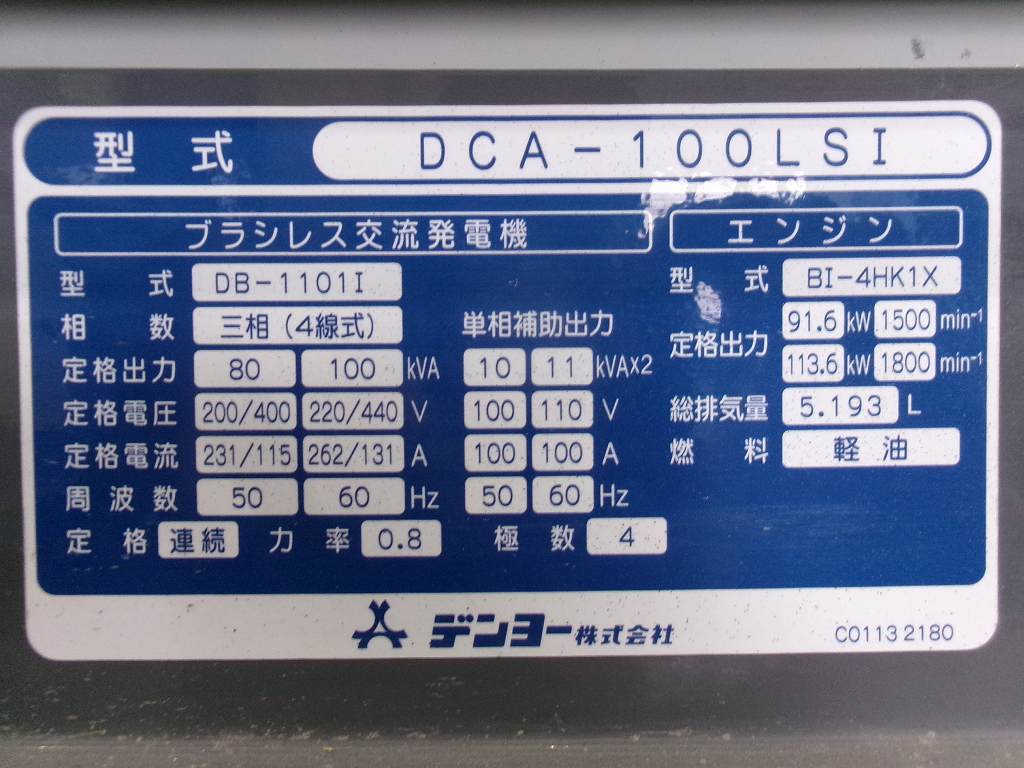 型式 DCA-100LSI
ブラシレス交流発電機
型式 DB-1101I
相数 三相(4線式) 単相補助出力
定格出力 80 100 kVA 10 11 kVA×2
定格電圧 200/400 220/440 V 100 110 V
定格電流 231/115 262/131 A 100 100 A
周波数 50 60 Hz 50 60 Hz
定格 連続 力率 0.8 極数 4
エンジン
型式 BI-4HK1X
定格出力 91.6 kW 1500 min⁻¹
113.6 kW 1800 min⁻¹
総排気量 5.193 L
燃料 軽油
デンヨー株式会社
C01132180